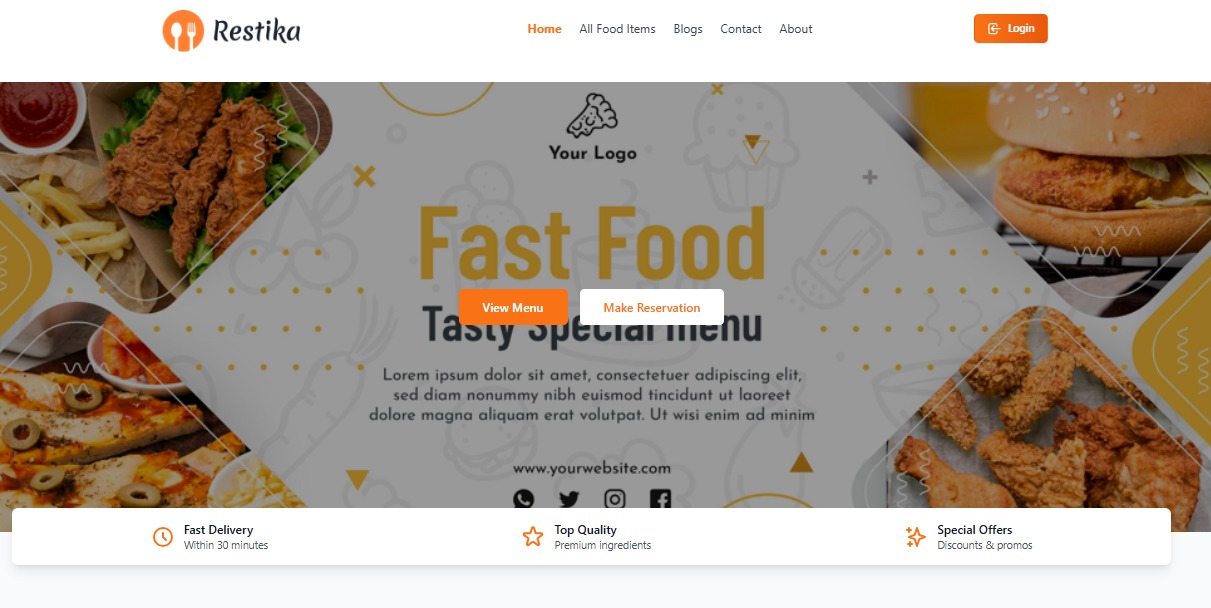 Restika
Home
All Food Items
Blogs
Contact
About
Login
Your Logo
Fast Food
View Menu
Make Reservation
Tasty Special menu
Lorem ipsum dolor sit amet, consectetuer adipiscing elit,
sed diam nonummy nibh euismod tincidunt ut laoreet
dolore magna aliquam erat volutpat. Ut wisi enim ad minim
www.yourwebsite.com
Fast Delivery
Within 30 minutes
Top Quality
Premium ingredients
Special Offers
Discounts & promos